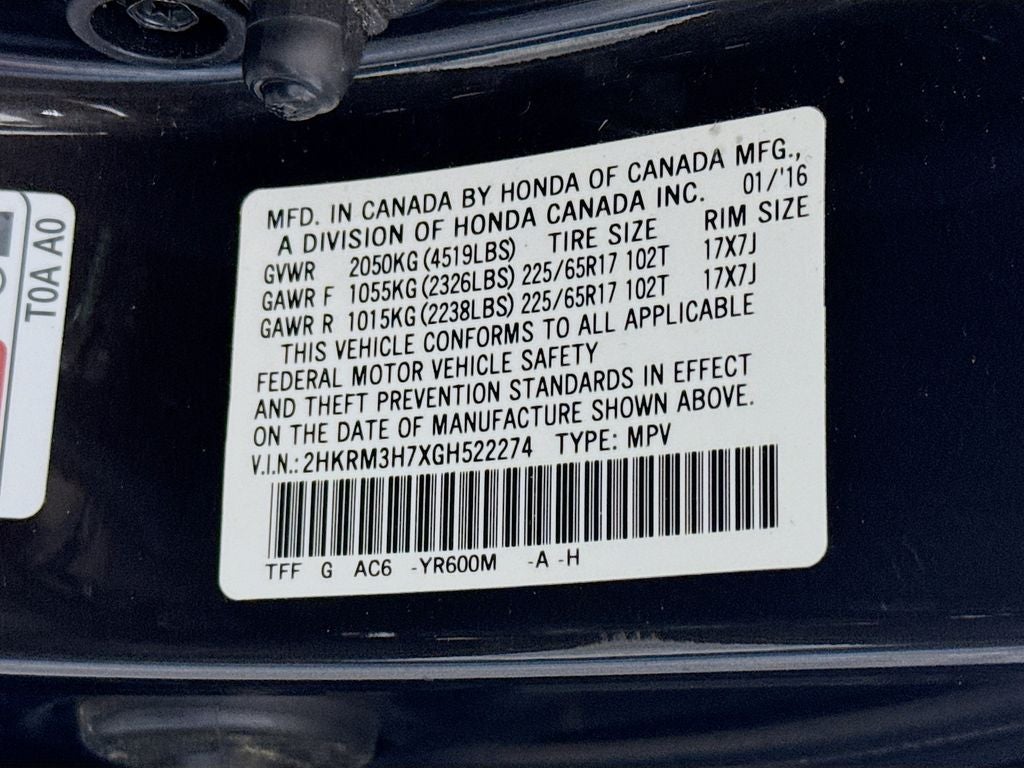 MFD. IN CANADA BY HONDA OF CANADA MFG.,
A DIVISION OF HONDA CANADA INC. 01/'16
GVWR 2050KG (4519LBS) TIRE SIZE RIM SIZE
GAWR F 1055KG (2326LBS) 225/65R17 102T 17X7J
GAWR R 1015KG (2238LBS) 225/65R17 102T 17X7J
THIS VEHICLE CONFORMS TO ALL APPLICABLE
FEDERAL MOTOR VEHICLE SAFETY
AND THEFT PREVENTION STANDARDS IN EFFECT
ON THE DATE OF MANUFACTURE SHOWN ABOVE.
V.I.N.: 2HKRM3H7XGH522274 TYPE: MPV
TFF G AC6 -YR600M -A -H
T0A A0